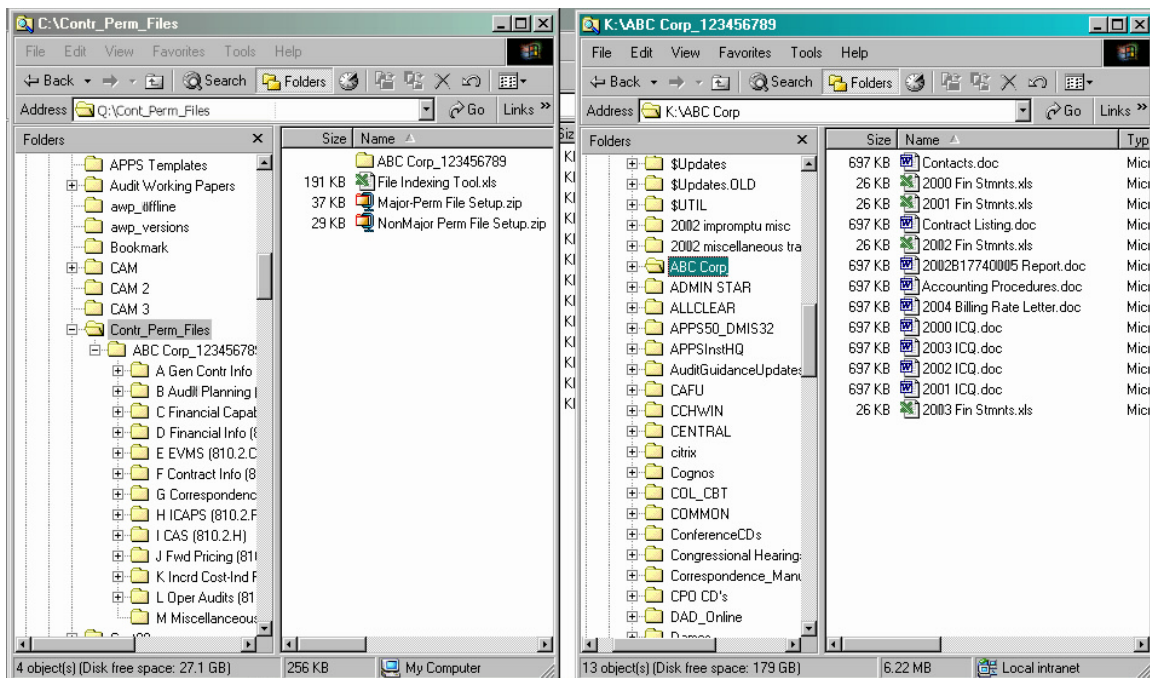 C:\Contr_Perm_Files
File Edit View Favorites Tools Help
Back Search Folders
Address Q:\Cont_Perm_Files Go Links »
Folders
APPS Templates
Audit Working Papers
awp_offline
awp_versions
Bookmark
CAM
CAM 2
CAM 3
Contr_Perm_Files
ABC Corp_12345678
A Gen Contr Info
B Audit Planning
C Financial Capab
D Financial Info (8
E EVMS (810.2.C
F Contract Info (8
G Correspondenc
H ICAPS (810.2.F
I CAS (810.2.H)
J Fwd Pricing (81
K Incrd Cost-Ind F
L Oper Audits (81
M Miscellaneous
Size Name
ABC Corp_123456789
191 KB File Indexing Tool.xls
37 KB Major-Perm File Setup.zip
29 KB NonMajor Perm File Setup.zip
4 object(s) (Disk free space: 27.1 GB) 256 KB My Computer
K:\ABC Corp_123456789
File Edit View Favorites Tools Help
Back Search Folders
Address K:\ABC Corp Go Links »
Folders
$Updates
$Updates.OLD
$UTIL
2002 impromptu misc
2002 miscellaneous tra
ABC Corp
ADMIN STAR
ALLCLEAR
APPS50_DMIS32
APPSInstHQ
AuditGuidanceUpdates
CAFU
CCHWIN
CENTRAL
citrix
Cognos
COL_CBT
COMMON
ConferenceCDs
Congressional Hearing
Correspondence_Manu
CPO CD's
DAD_Online
Size Name Typ
697 KB Contacts.doc Micr
26 KB 2000 Fin Stmnts.xls Micr
26 KB 2001 Fin Stmnts.xls Micr
697 KB Contract Listing.doc Micr
26 KB 2002 Fin Stmnts.xls Micr
697 KB 2002B17740005 Report.doc Micr
697 KB Accounting Procedures.doc Micr
697 KB 2004 Billing Rate Letter.doc Micr
697 KB 2000 ICQ.doc Micr
697 KB 2003 ICQ.doc Micr
697 KB 2002 ICQ.doc Micr
697 KB 2001 ICQ.doc Micr
26 KB 2003 Fin Stmnts.xls Micr
13 object(s) (Disk free space: 179 GB) 6.22 MB Local intranet